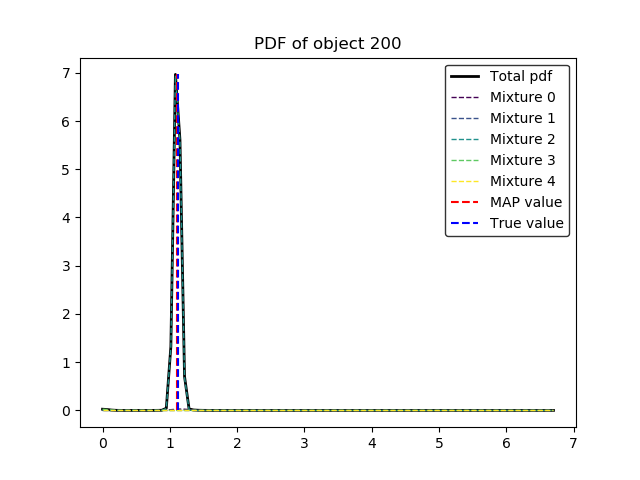 PDF of object 200
Total pdf
Mixture 0
Mixture 1
Mixture 2
Mixture 3
Mixture 4
MAP value
True value
7
6
5
4
3
2
1
0
0 1 2 3 4 5 6 7